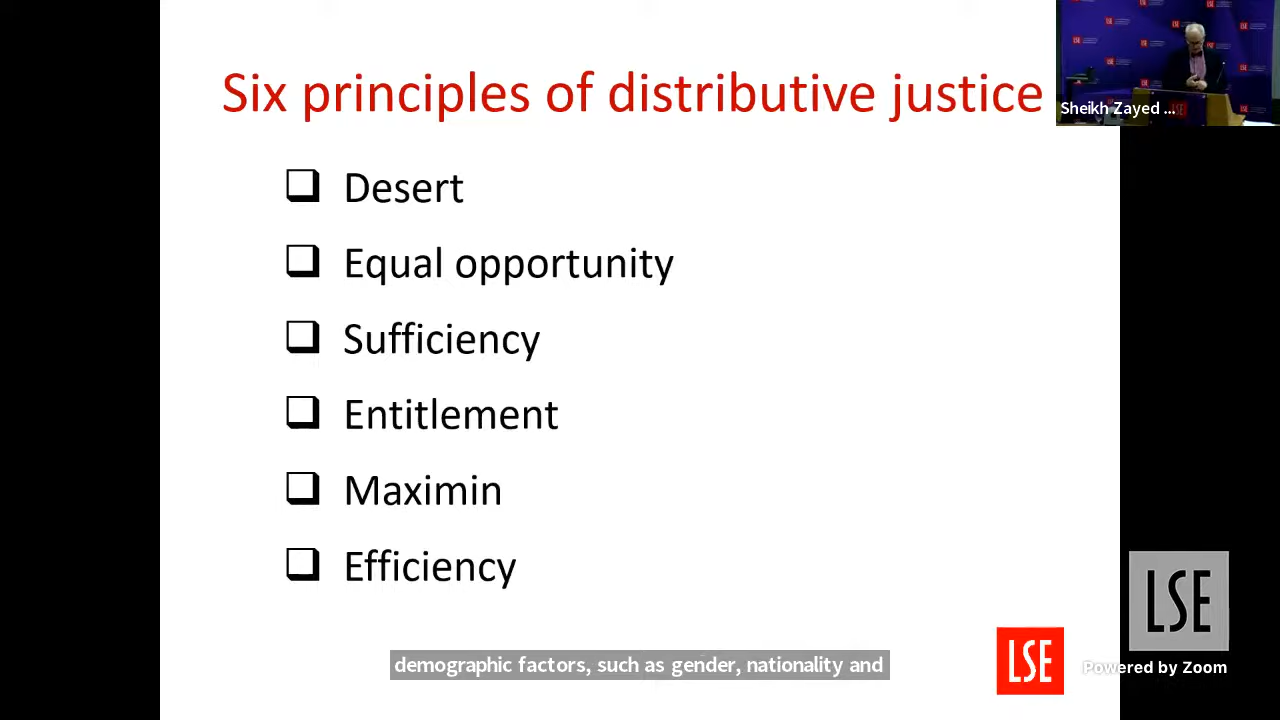 Six principles of distributive justice
Sheikh Zayed ...
Desert
Equal opportunity
Sufficiency
Entitlement
Maximin
Efficiency
demographic factors, such as gender, nationality and
LSE
LSE
Powered by Zoom